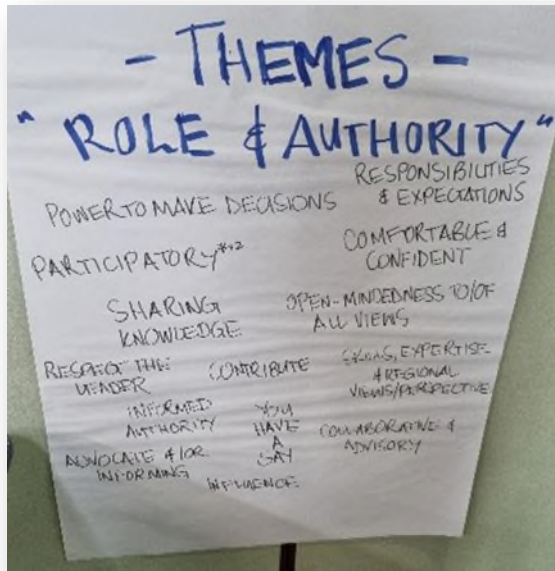 - THEMES -
" ROLE & AUTHORITY "
RESPONSIBILITIES
& EXPECTATIONS
POWER TO MAKE DECISIONS
COMFORTABLE &
CONFIDENT
PARTICIPATORY
SHARING
KNOWLEDGE
OPEN-MINDEDNESS TO/OF
ALL VIEWS
RESPECT OF THE
LEADER
CONTRIBUTE
SKILLS, EXPERTISE
& REGIONAL
VIEWS/PERSPECTIVE
INFORMED
AUTHORITY
YOU
HAVE
A
SAY
COLLABORATIVE &
ADVISORY
ADVOCATE &/OR
INFORMING
INFLUENCE